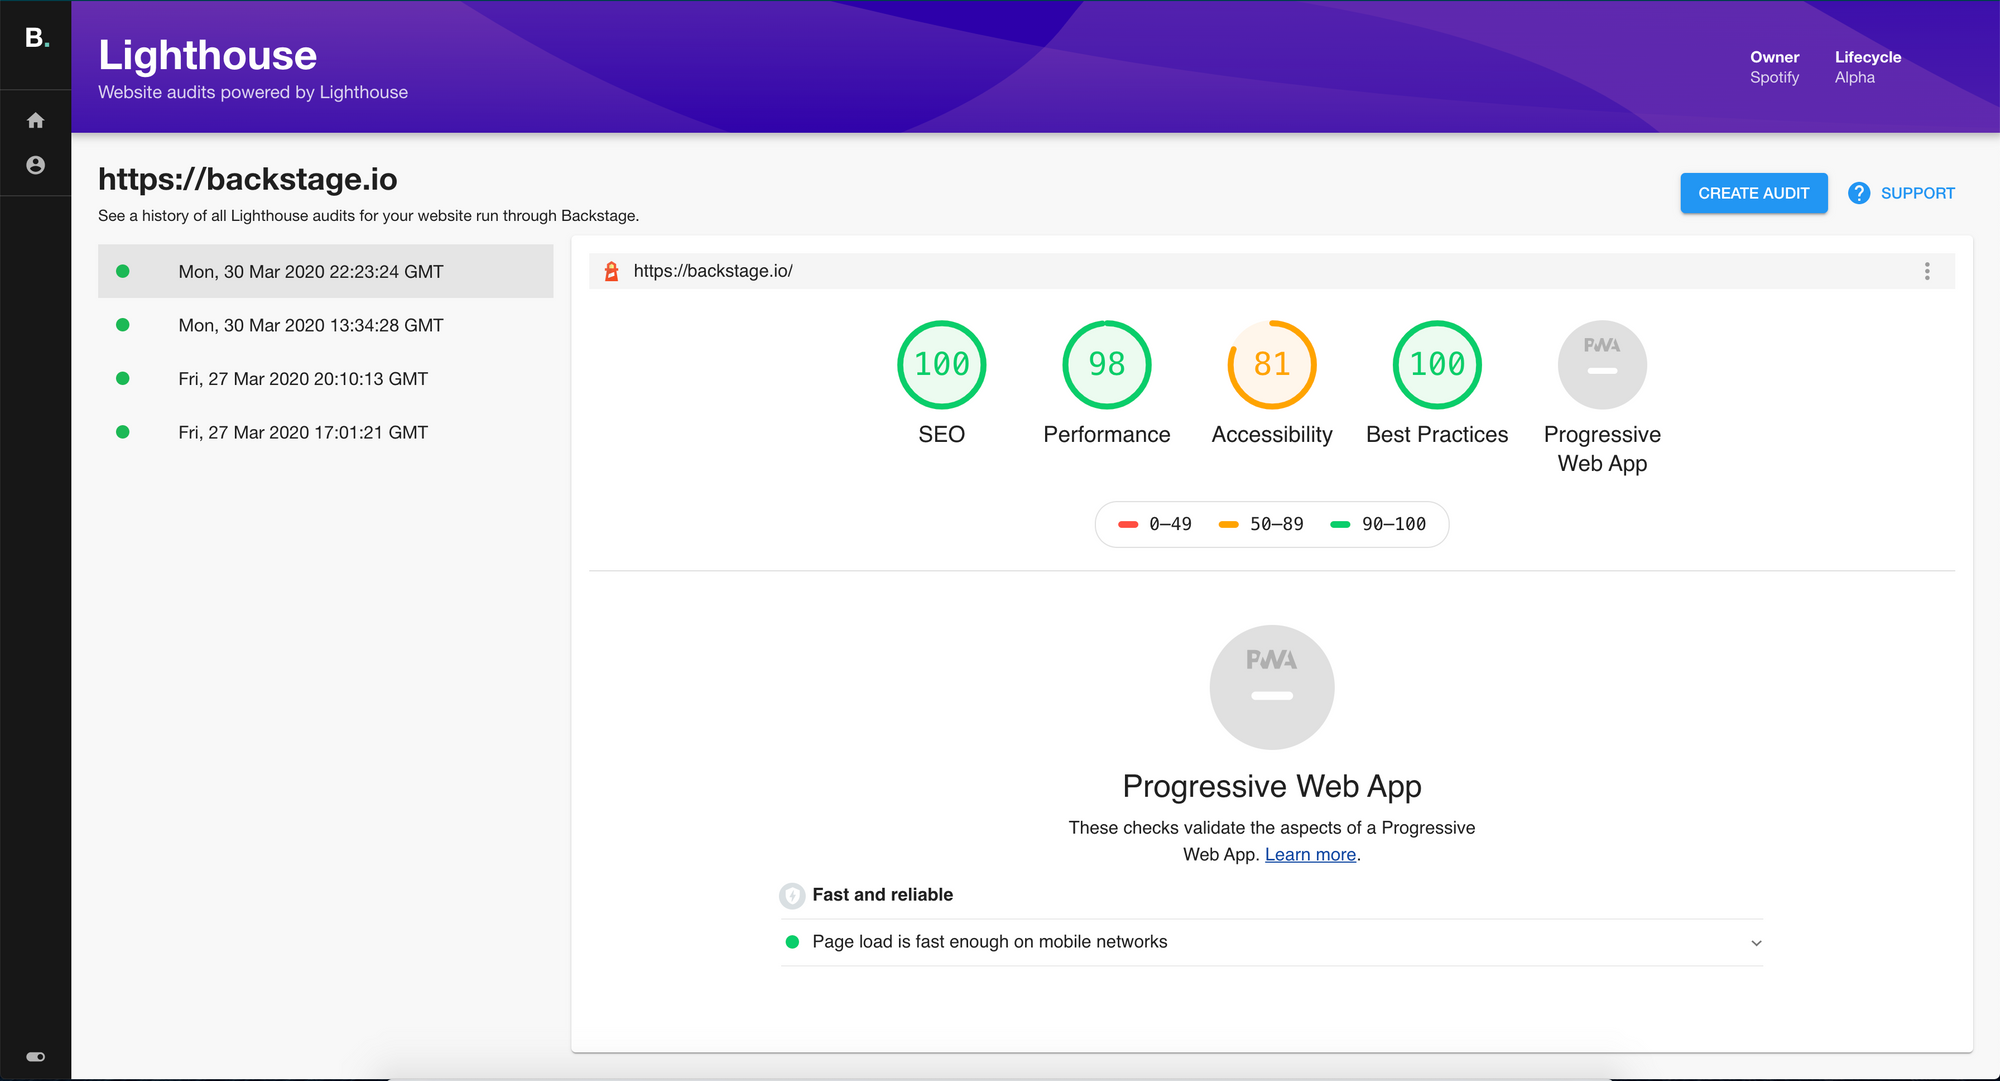 B.
Lighthouse
Website audits powered by Lighthouse
Owner
Spotify
Lifecycle
Alpha
https://backstage.io
See a history of all Lighthouse audits for your website run through Backstage.
CREATE AUDIT
? SUPPORT
Mon, 30 Mar 2020 22:23:24 GMT
Mon, 30 Mar 2020 13:34:28 GMT
Fri, 27 Mar 2020 20:10:13 GMT
Fri, 27 Mar 2020 17:01:21 GMT
https://backstage.io/
100
SEO
98
Performance
81
Accessibility
100
Best Practices
PWA
Progressive
Web App
0–49 50–89 90–100
PWA
Progressive Web App
These checks validate the aspects of a Progressive
Web App. Learn more.
Fast and reliable
Page load is fast enough on mobile networks